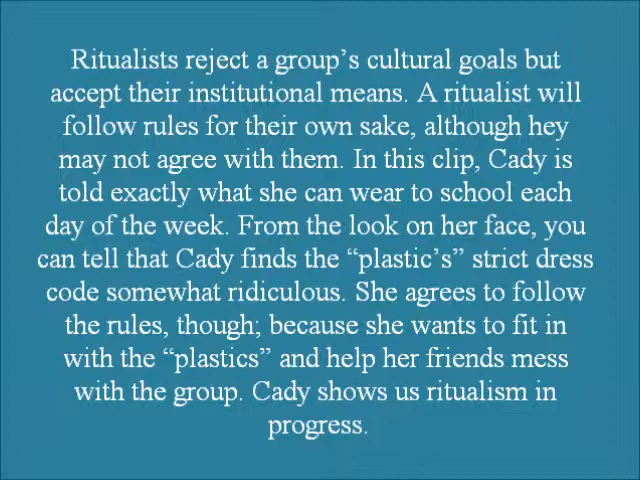 Ritualists reject a group’s cultural goals but
accept their institutional means. A ritualist will
follow rules for their own sake, although hey
may not agree with them. In this clip, Cady is
told exactly what she can wear to school each
day of the week. From the look on her face, you
can tell that Cady finds the “plastic’s” strict dress
code somewhat ridiculous. She agrees to follow
the rules, though; because she wants to fit in
with the “plastics” and help her friends mess
with the group. Cady shows us ritualism in
progress.